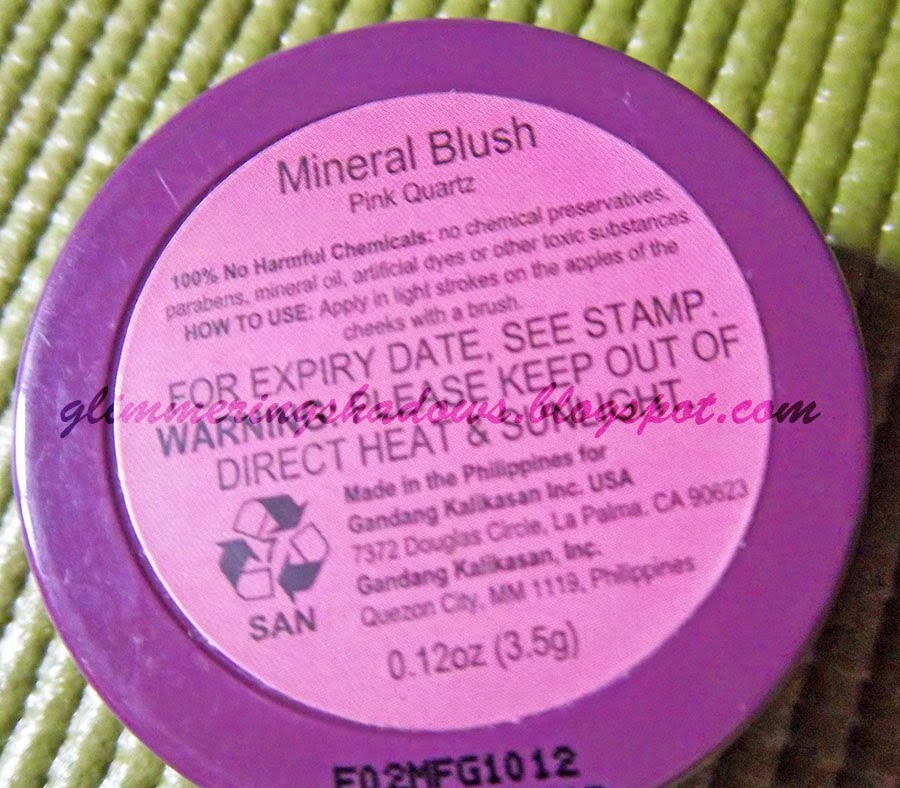 Mineral Blush
Pink Quartz
100% No Harmful Chemicals: no chemical preservatives,
parabens, mineral oil, artificial dyes or other toxic substances
HOW TO USE: Apply in light strokes on the apples of the
cheeks with a brush.
FOR EXPIRY DATE, SEE STAMP.
WARNING: PLEASE KEEP OUT OF
DIRECT HEAT & SUNLIGHT.
glimmeringshadows.blogspot.com
Made in the Philippines for
Gandang Kalikasan Inc. USA
7372 Douglas Circle, La Palma, CA 90623
Gandang Kalikasan, Inc.
Quezon City, MM 1119, Philippines
SAN
0.12oz (3.5g)
F02MFG1012